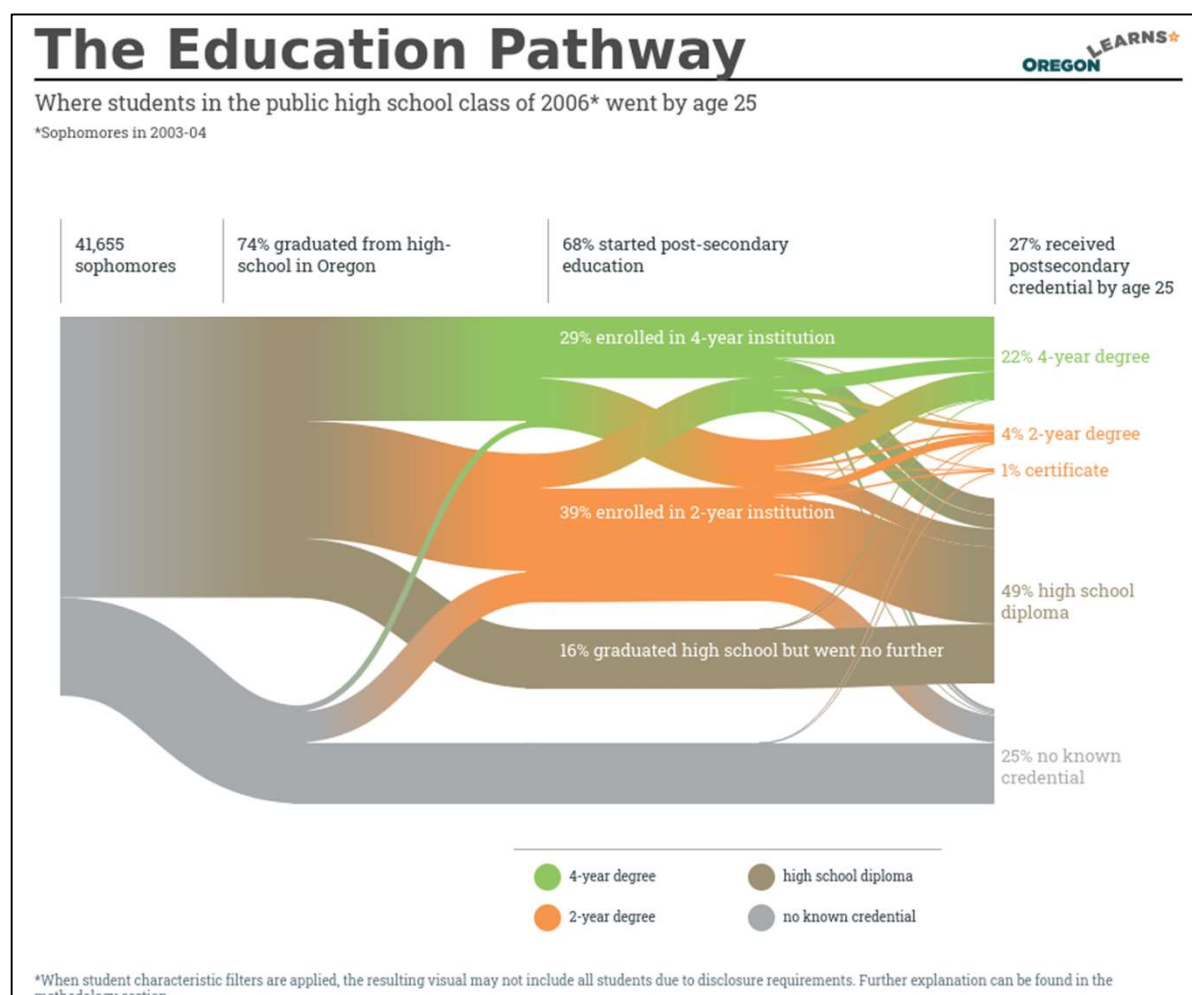 The Education Pathway
OREGON LEARNS
Where students in the public high school class of 2006* went by age 25
*Sophomores in 2003-04
41,655
sophomores
74% graduated from high-
school in Oregon
68% started post-secondary
education
27% received
postsecondary
credential by age 25
29% enrolled in 4-year institution
22% 4-year degree
4% 2-year degree
1% certificate
39% enrolled in 2-year institution
49% high school
diploma
16% graduated high school but went no further
25% no known
credential
4-year degree
high school diploma
2-year degree
no known credential
*When student characteristic filters are applied, the resulting visual may not include all students due to disclosure requirements. Further explanation can be found in the
methodology section